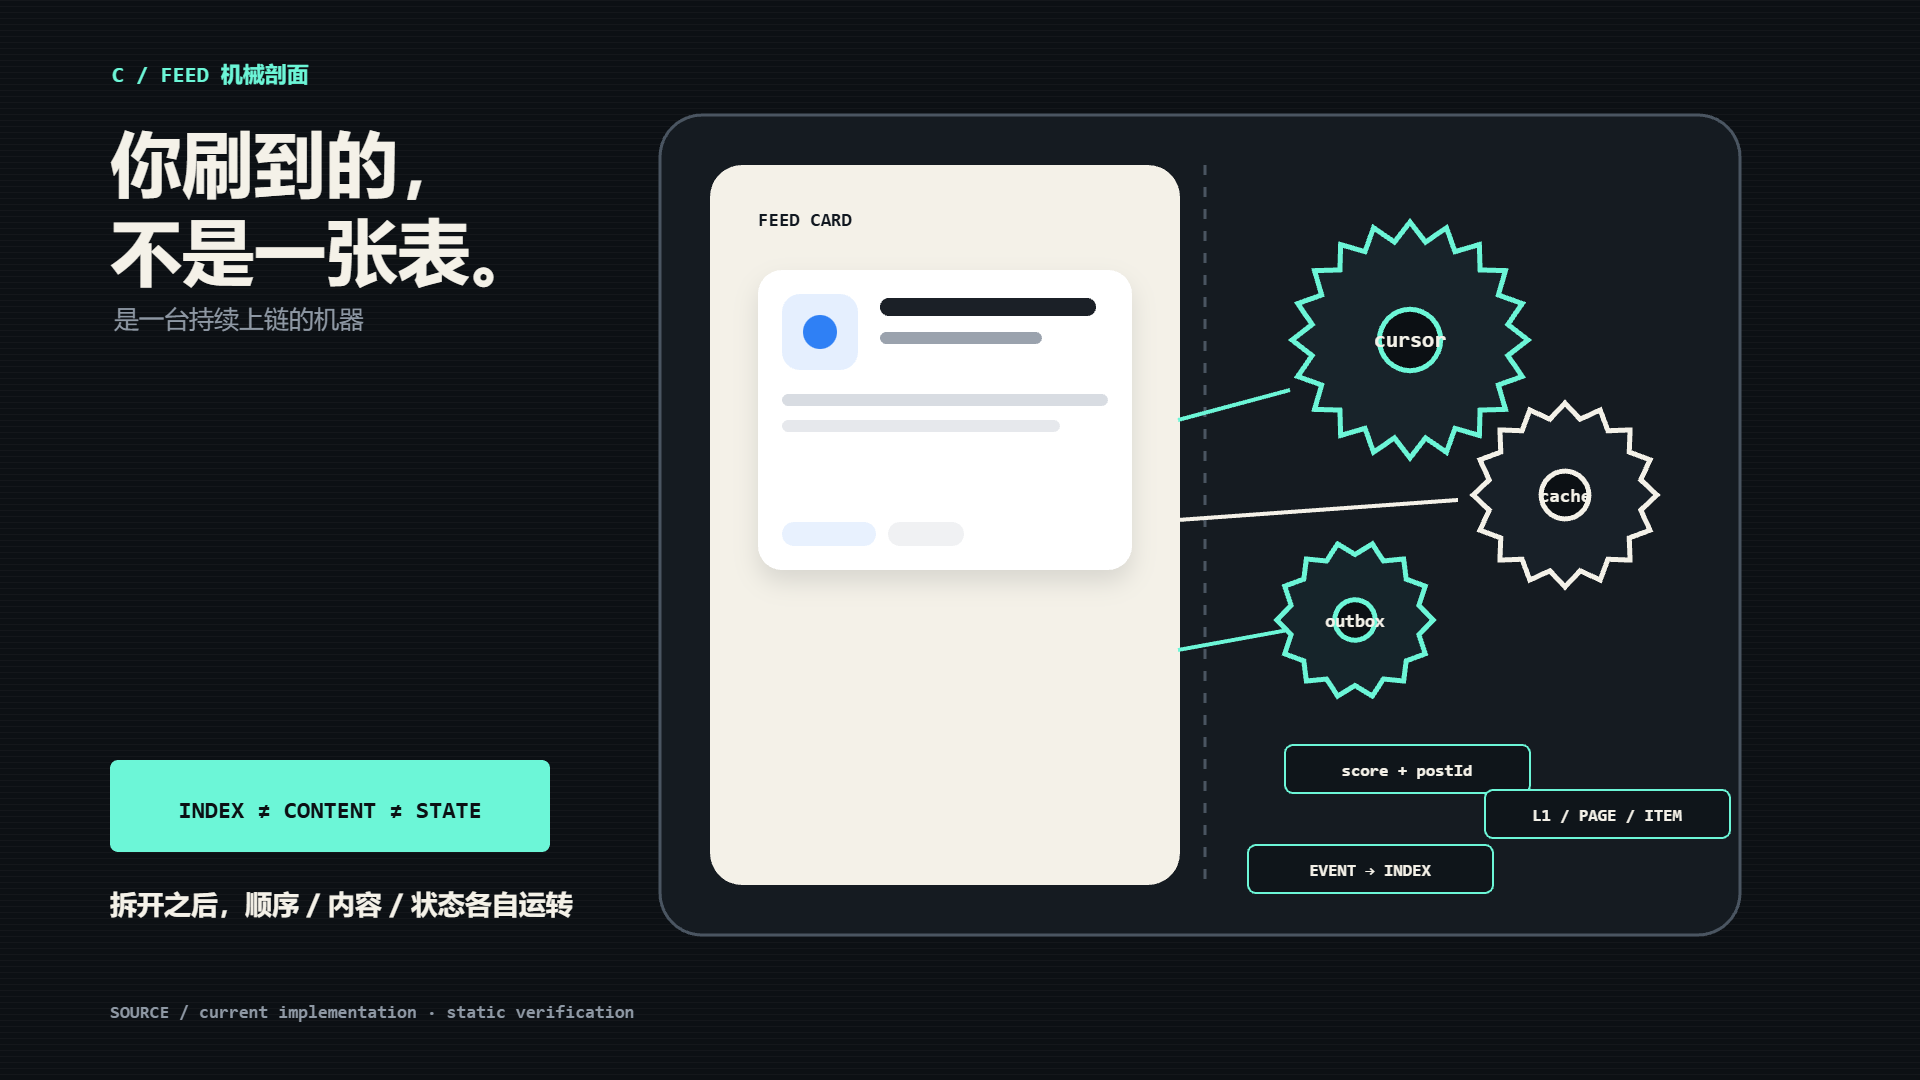 C / FEED 机械剖面
你刷到的，
不是一张表。
是一台持续上链的机器
INDEX ≠ CONTENT ≠ STATE
拆开之后，顺序 / 内容 / 状态各自运转
SOURCE / current implementation · static verification
FEED CARD
cursor
cache
outbox
score + postId
L1 / PAGE / ITEM
EVENT → INDEX